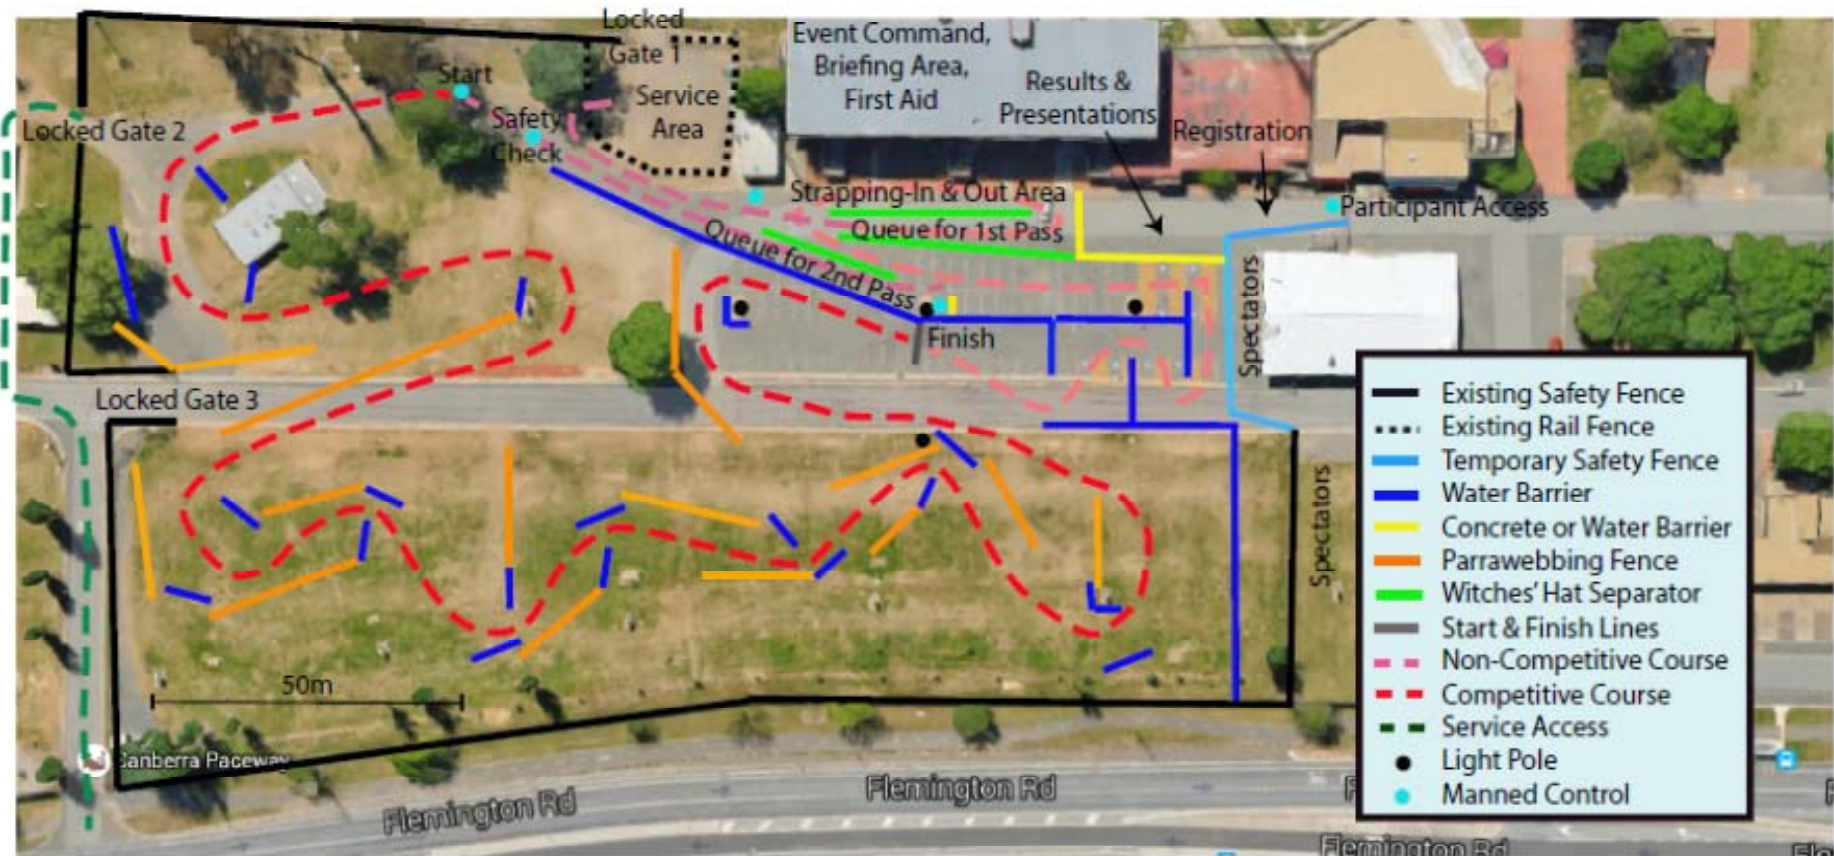 Locked
Gate 1
Event Command,
Briefing Area,
First Aid
Results &
Presentations
Registration
Start
Service
Area
Safety
Check
Locked Gate 2
Strapping-In & Out Area
Participant Access
Queue for 1st Pass
Queue for 2nd Pass
Finish
Spectators
Locked Gate 3
Spectators
50m
Existing Safety Fence
Existing Rail Fence
Temporary Safety Fence
Water Barrier
Concrete or Water Barrier
Parrawebbing Fence
Witches' Hat Separator
Start & Finish Lines
Non-Competitive Course
Competitive Course
Service Access
Light Pole
Manned Control
Canberra Paceway
Flemington Rd
Flemington Rd
Flemington Rd